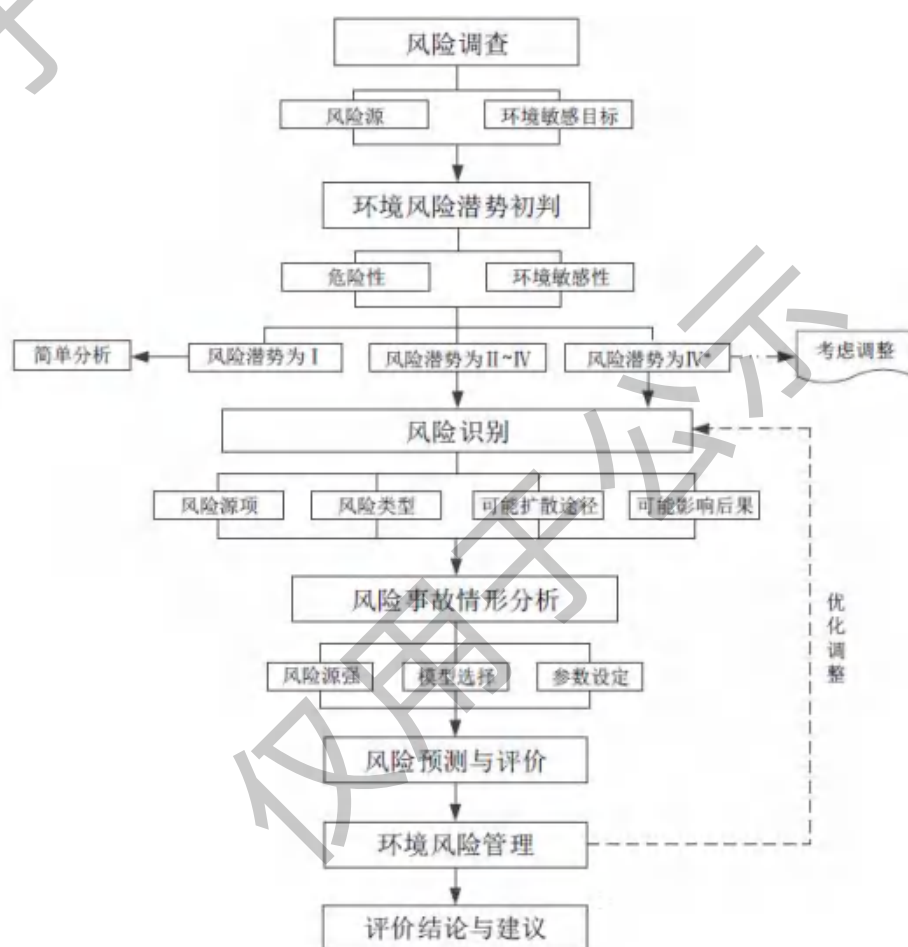 风险调查
风险源
环境敏感目标
环境风险潜势初判
危险性
环境敏感性
简单分析
风险潜势为Ⅰ
风险潜势为II~IV
风险潜势为IV+
考虑调整
风险识别
风险源项
风险类型
可能扩散途径
可能影响后果
风险事故情形分析
优化调整
风险源强
模型选择
参数设定
风险预测与评价
环境风险管理
评价结论与建议
仅用于公示
于